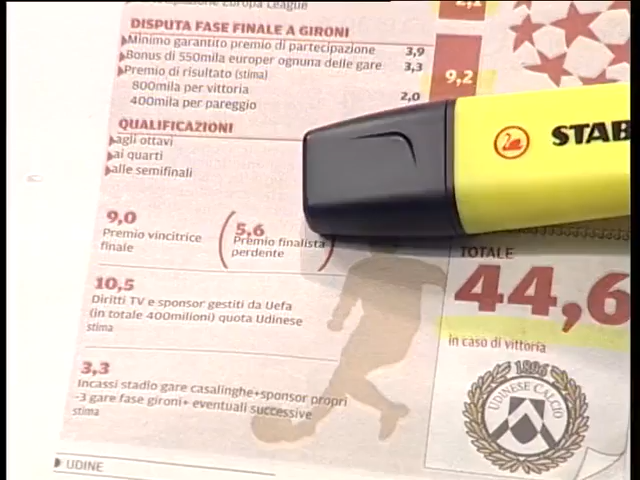 Europa League
DISPUTA FASE FINALE A GIRONI
Minimo garantito premio di partecipazione 3,9
Bonus di 550mila europer ognuna delle gare 3,3
Premio di risultato (stima)
800mila per vittoria
400mila per pareggio 2,0
9,2
QUALIFICAZIONI
agli ottavi
ai quarti
alle semifinali
STAB
9,0
Premio vincitrice
finale
5,6
Premio finalista
perdente
10,5
Diritti TV e sponsor gestiti da Uefa
(in totale 400milioni) quota Udinese
stima
3,3
Incassi stadio gare casalinghe+sponsor propri
-3 gare fase gironi+ eventuali successive
stima
TOTALE
44,6
in caso di vittoria
1896
UDINESE CALCIO
UDINE